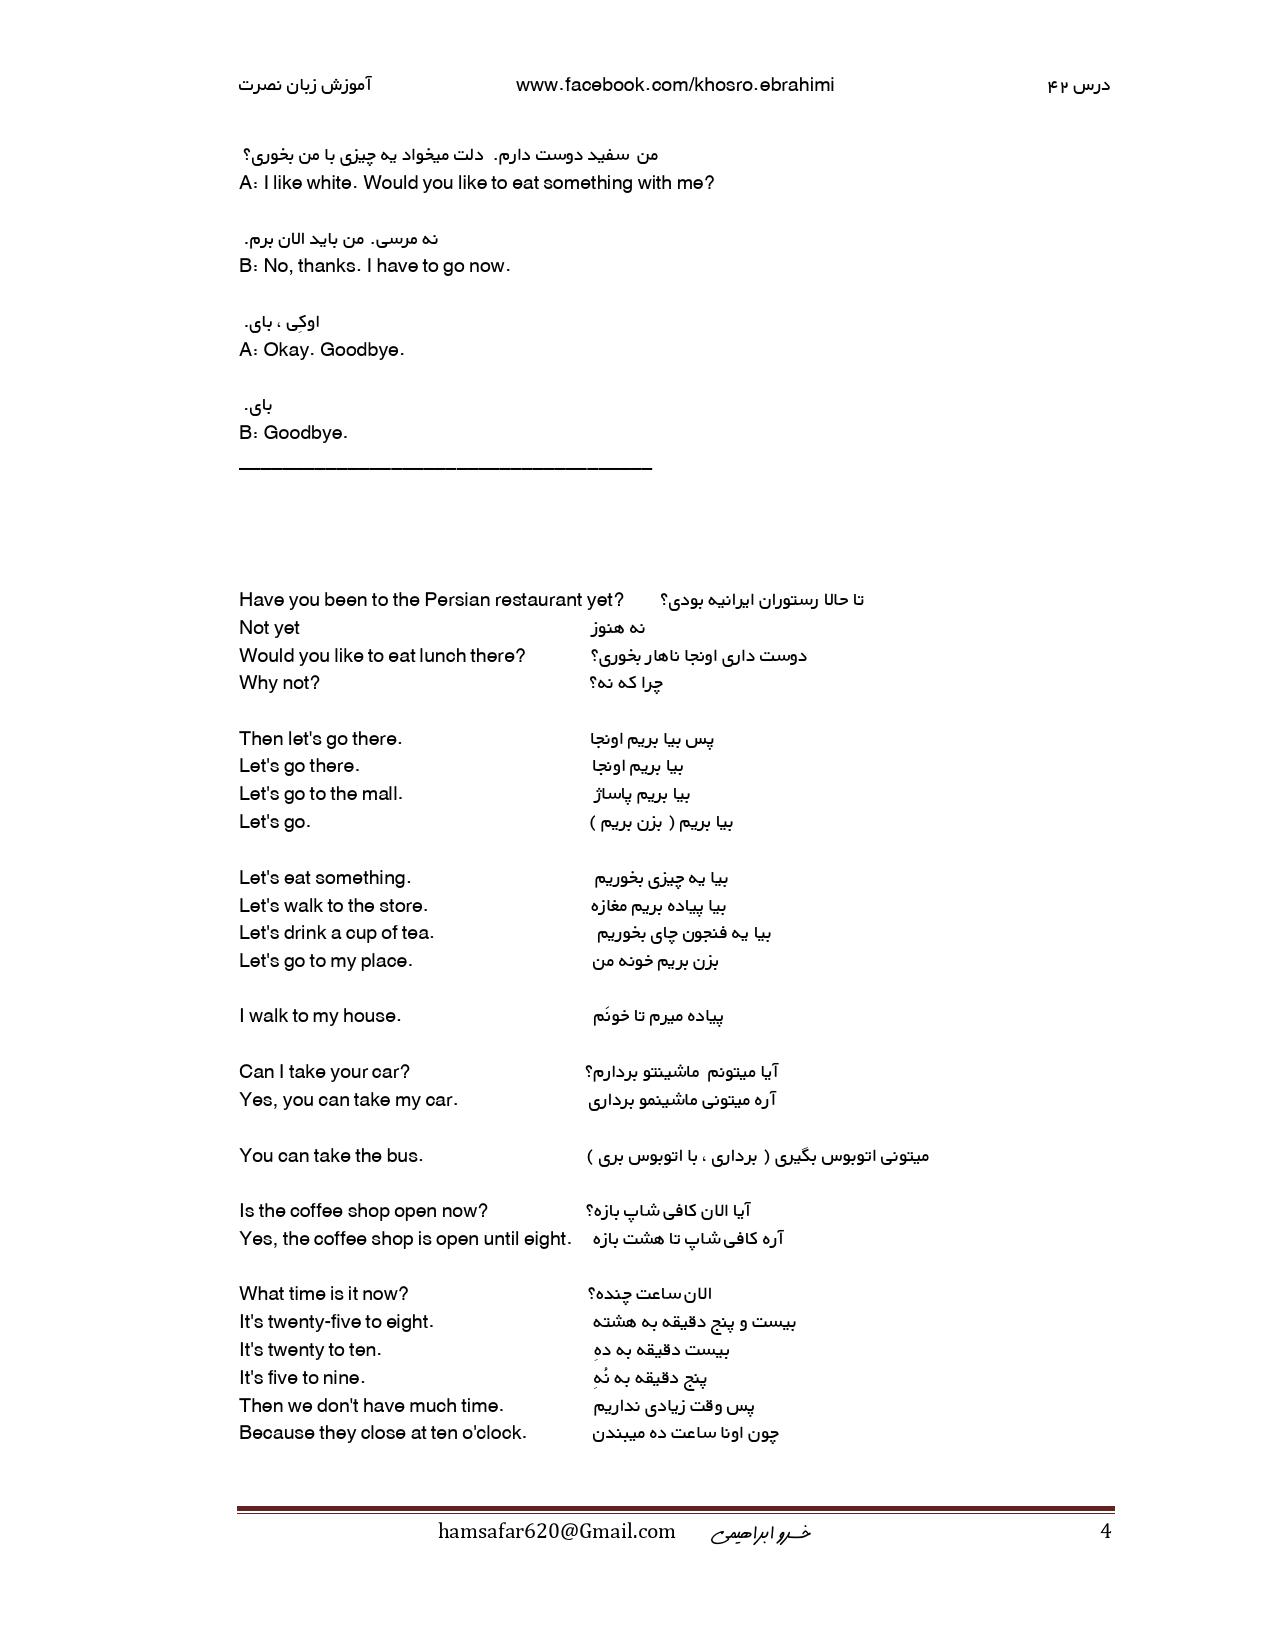 آموزش زبان نصرت www.facebook.com/khosro.ebrahimi درس ۴۲
من سفید دوست دارم. دلت میخواد یه چیزی با من بخوری؟
A: I like white. Would you like to eat something with me?
نه مرسی. من باید الان برم.
B: No, thanks. I have to go now.
اوکِی ، بای.
A: Okay. Goodbye.
بای.
B: Goodbye.
Have you been to the Persian restaurant yet? تا حالا رستوران ایرانیه بودی؟
Not yet نه هنوز
Would you like to eat lunch there? دوست داری اونجا ناهار بخوری؟
Why not? چرا که نه؟
Then let's go there. پس بیا بریم اونجا
Let's go there. بیا بریم اونجا
Let's go to the mall. بیا بریم پاساژ
Let's go. بیا بریم ( بزن بریم )
Let's eat something. بیا یه چیزی بخوریم
Let's walk to the store. بیا پیاده بریم مغازه
Let's drink a cup of tea. بیا یه فنجون چای بخوریم
Let's go to my place. بزن بریم خونه من
I walk to my house. پیاده میرم تا خونَم
Can I take your car? آیا میتونم ماشینتو بردارم؟
Yes, you can take my car. آره میتونی ماشینمو برداری
You can take the bus. میتونی اتوبوس بگیری ( برداری ، با اتوبوس بری )
Is the coffee shop open now? آیا الان کافی شاپ بازه؟
Yes, the coffee shop is open until eight. آره کافی شاپ تا هشت بازه
What time is it now? الان ساعت چنده؟
It's twenty-five to eight. بیست و پنج دقیقه به هشته
It's twenty to ten. بیست دقیقه به دهِ
It's five to nine. پنج دقیقه به نُهِ
Then we don't have much time. پس وقت زیادی نداریم
Because they close at ten o'clock. چون اونا ساعت ده میبندن
hamsafar620@Gmail.com خسرو ابراهیمی 4